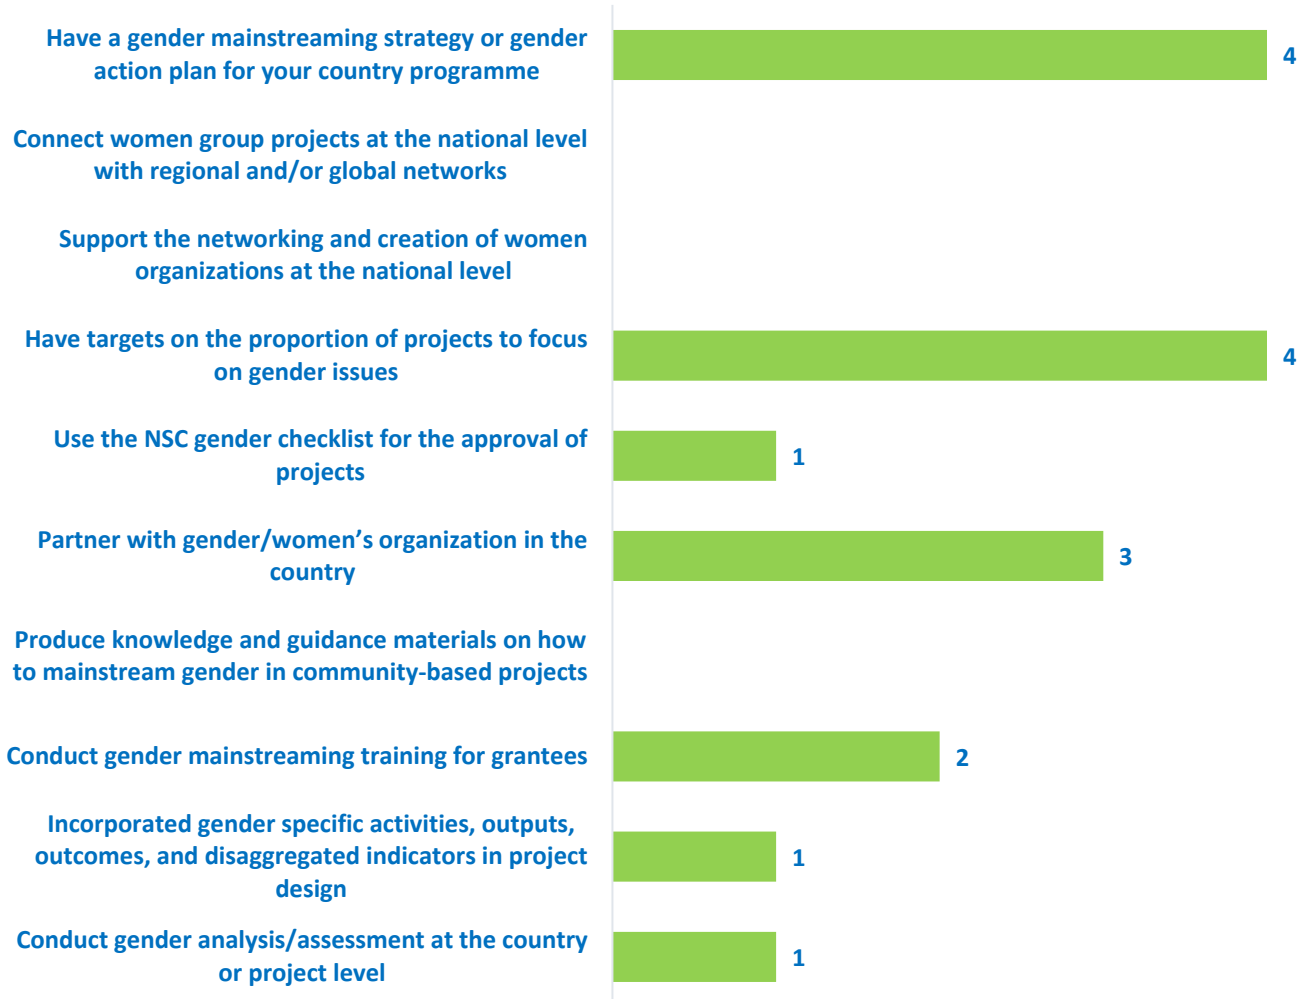 Have a gender mainstreaming strategy or gender
action plan for your country programme
4
Connect women group projects at the national level
with regional and/or global networks
Support the networking and creation of women
organizations at the national level
Have targets on the proportion of projects to focus
on gender issues
4
Use the NSC gender checklist for the approval of
projects
1
Partner with gender/women’s organization in the
country
3
Produce knowledge and guidance materials on how
to mainstream gender in community-based projects
Conduct gender mainstreaming training for grantees
2
Incorporated gender specific activities, outputs,
outcomes, and disaggregated indicators in project
design
1
Conduct gender analysis/assessment at the country
or project level
1